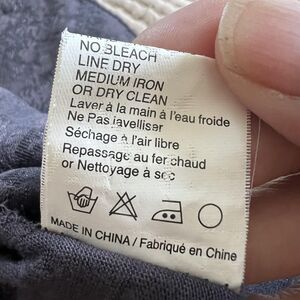 NO BLEACH
LINE DRY
MEDIUM IRON
OR DRY CLEAN
Laver à la main à l'eau froide
Ne Pas javelliser
Séchage à l'air libre
Repassage au fer chaud
or Nettoyage à sec
MADE IN CHINA / Fabriqué en Chine